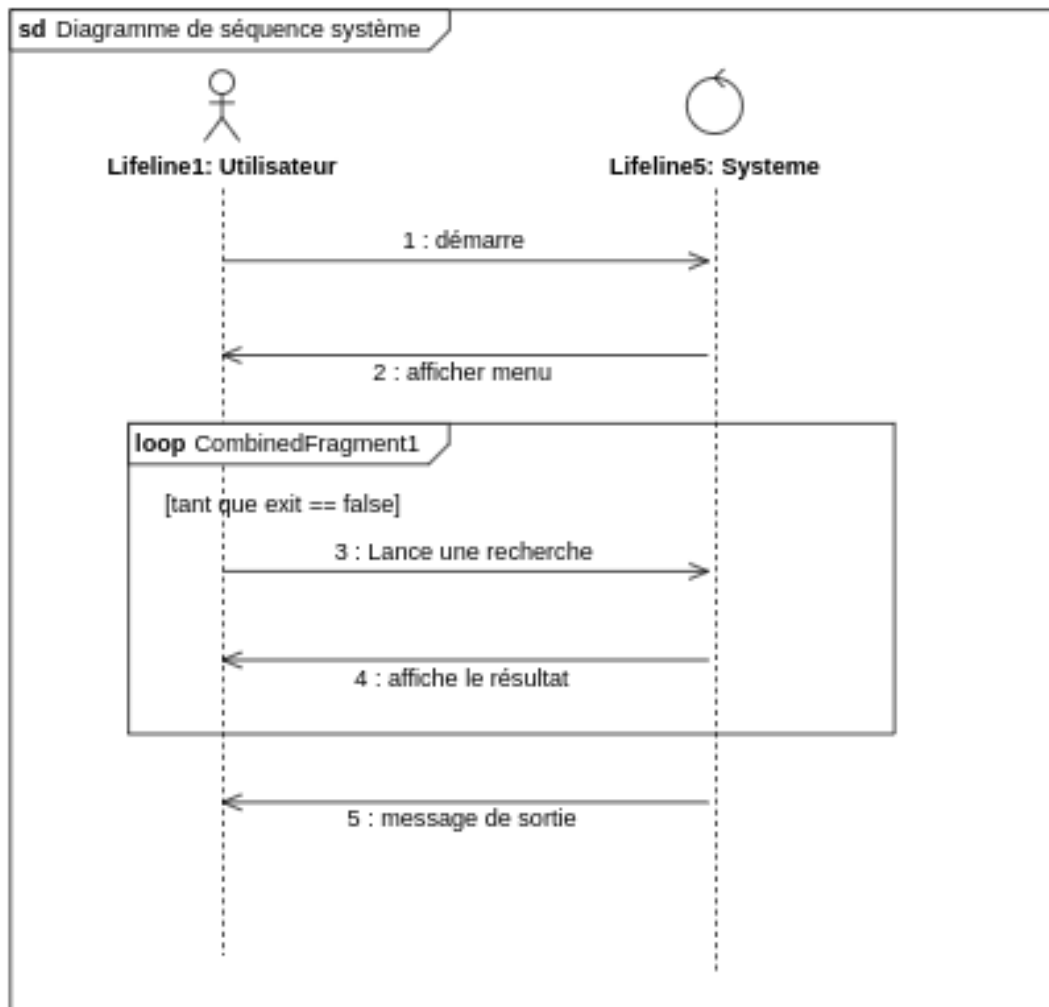 sd Diagramme de séquence système
Lifeline1: Utilisateur
Lifeline5: Systeme
1 : démarre
2 : afficher menu
loop CombinedFragment1
[tant que exit == false]
3 : Lance une recherche
4 : affiche le résultat
5 : message de sortie